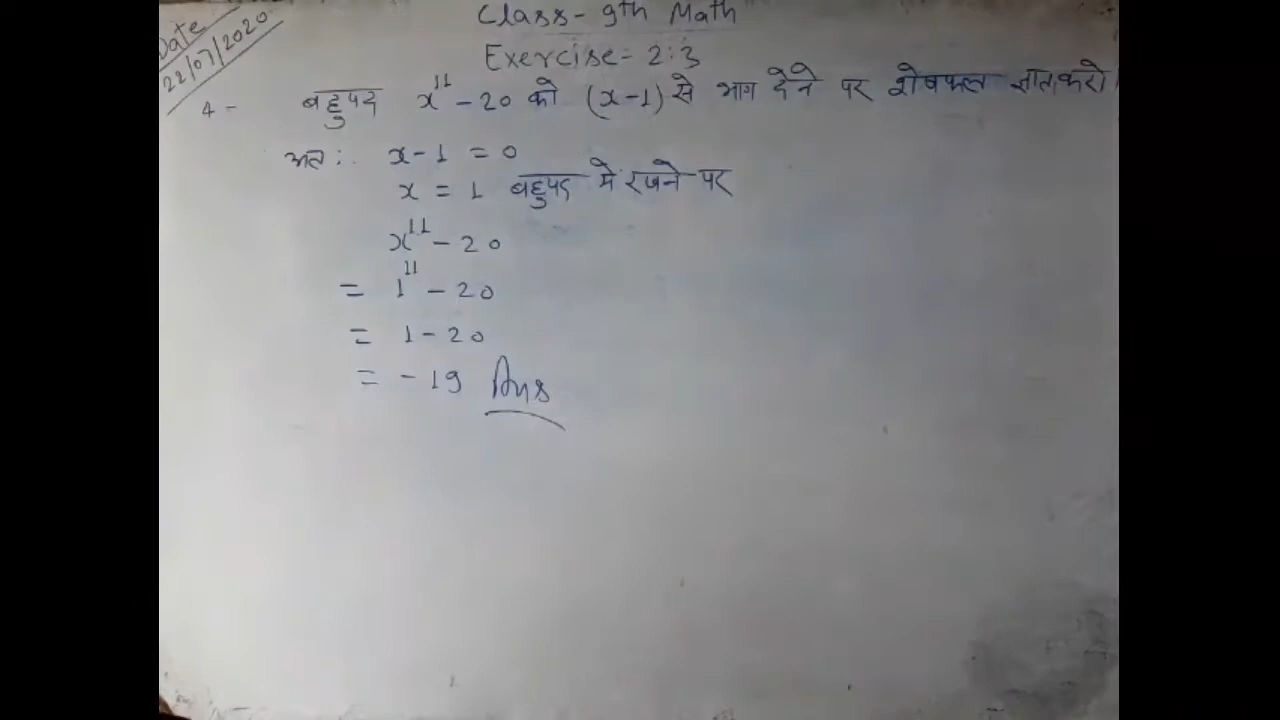 Date
22/07/2020
Class- 9th Math
Exercise= 2:3
4- बहुपद x¹¹ - 20 को (x-1) से भाग देने पर शेषफल ज्ञात करो।
अतः x-1 = 0
x = 1 बहुपद मे रखने पर
x¹¹ - 20
= 1¹¹ - 20
= 1 - 20
= -19 Ans